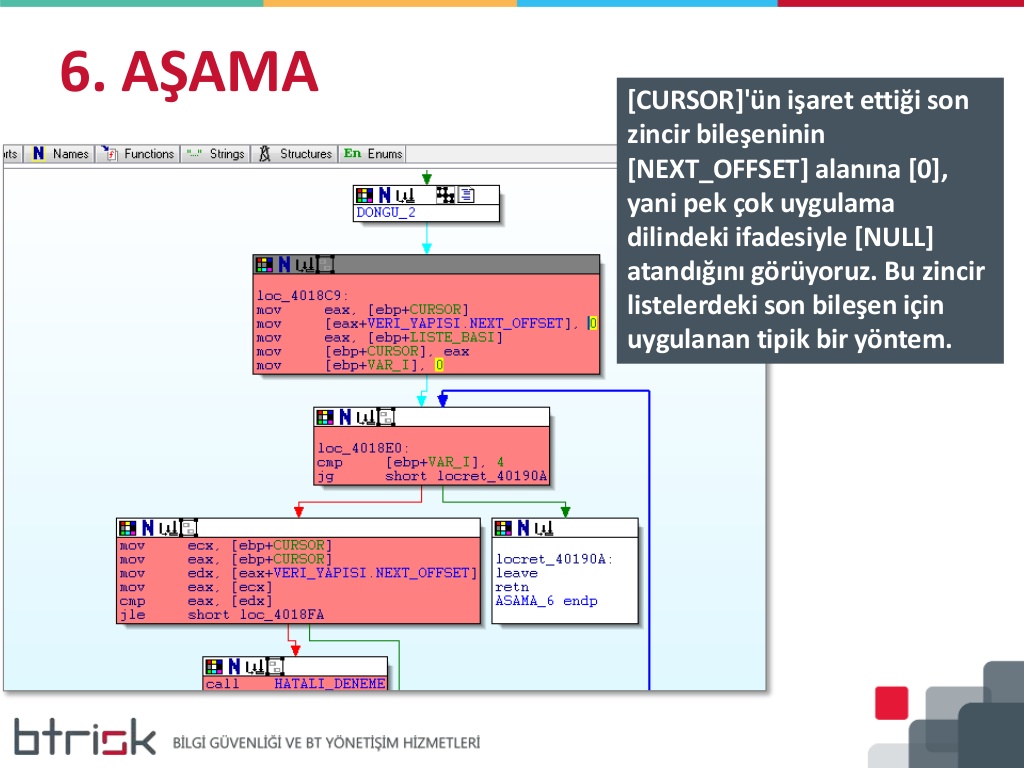 6. AŞAMA
[CURSOR]'ün işaret ettiği son
zincir bileşeninin
[NEXT_OFFSET] alanına [0],
yani pek çok uygulama
dilindeki ifadesiyle [NULL]
atandığını görüyoruz. Bu zincir
listelerdeki son bileşen için
uygulanan tipik bir yöntem.
rts N Names Functions "..." Strings Structures En Enums
DONGU_2
loc_4018C9:
mov eax, [ebp+CURSOR]
mov [eax+VERI_YAPISI.NEXT_OFFSET], 0
mov eax, [ebp+LISTE_BASI]
mov [ebp+CURSOR], eax
mov [ebp+VAR_I], 0
loc_4018E0:
cmp [ebp+VAR_I], 4
jg short locret_40190A
mov ecx, [ebp+CURSOR]
mov eax, [ebp+CURSOR]
mov edx, [eax+VERI_YAPISI.NEXT_OFFSET]
mov eax, [ecx]
cmp eax, [edx]
jle short loc_4018FA
locret_40190A:
leave
retn
ASAMA_6 endp
call HATALI_DENEME
btrisk BİLGİ GÜVENLİĞİ VE BT YÖNETİŞİM HİZMETLERİ